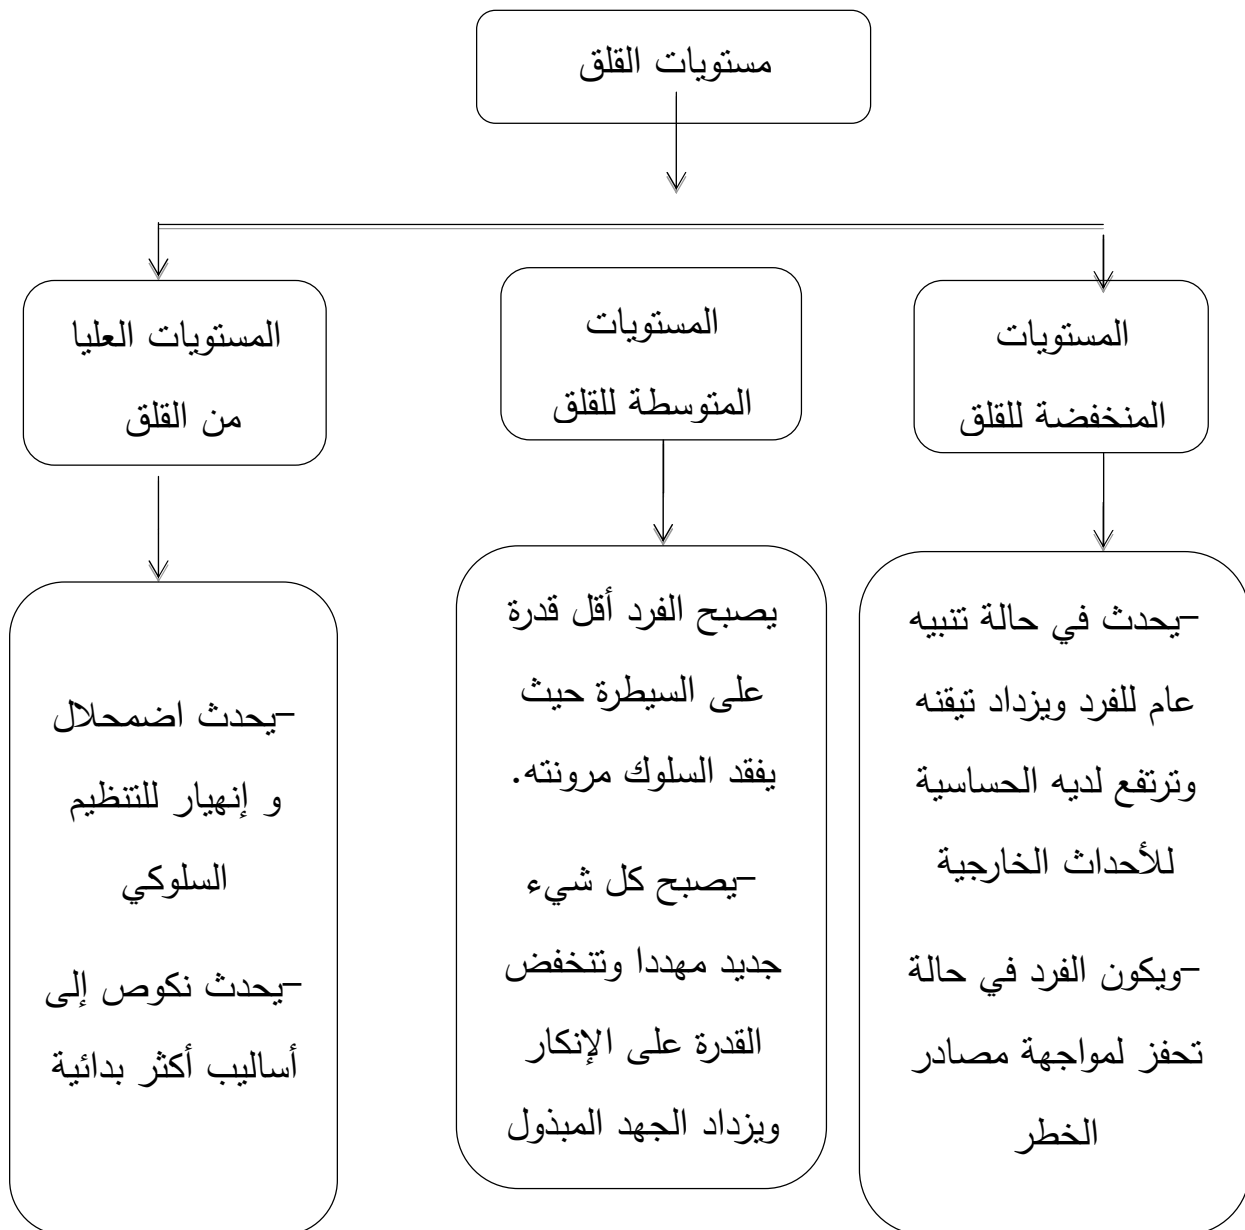 مستويات القلق
المستويات
المنخفضة للقلق
المستويات
المتوسطة للقلق
المستويات العليا
من القلق
-يحدث في حالة تنبيه
عام للفرد ويزداد تيقنه
وترتفع لديه الحساسية
للأحداث الخارجية
-ويكون الفرد في حالة
تحفز لمواجهة مصادر
الخطر
يصبح الفرد أقل قدرة
على السيطرة حيث
يفقد السلوك مرونته.
-يصبح كل شيء
جديد مهددا وتنخفض
القدرة على الإنكار
ويزداد الجهد المبذول
-يحدث اضمحلال
و إنهيار للتنظيم
السلوكي
-يحدث نكوص إلى
أساليب أكثر بدائية